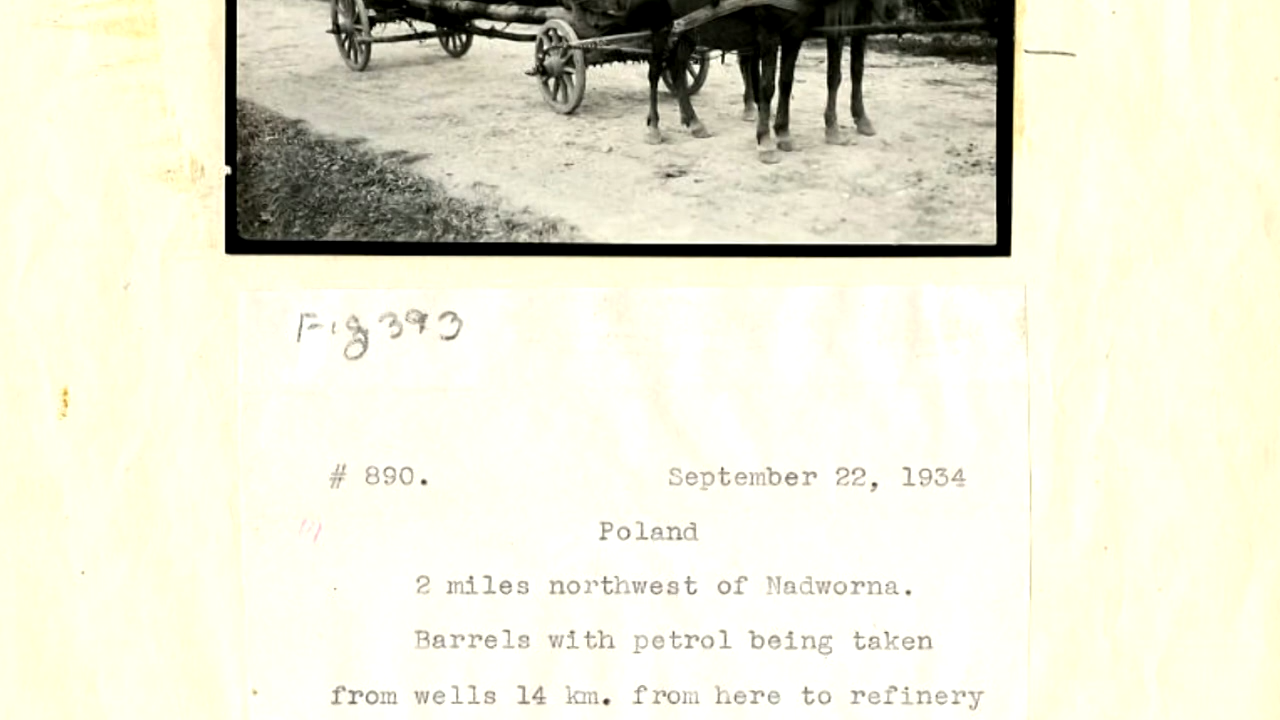 Fig 393
# 890. September 22, 1934
Poland
2 miles northwest of Nadworna.
Barrels with petrol being taken
from wells 14 km. from here to refinery